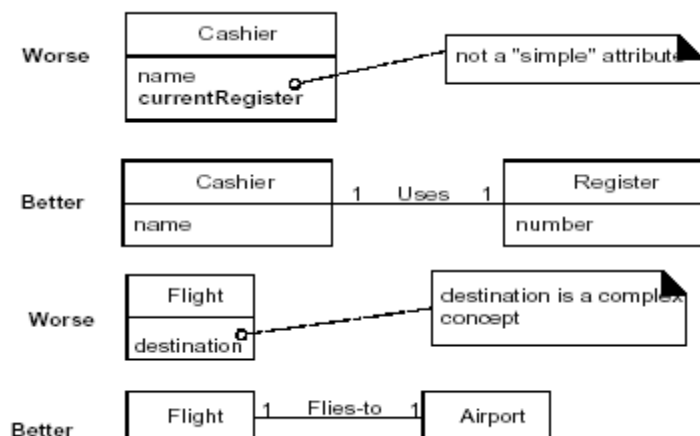 Cashier
Worse
not a "simple" attribute
name
currentRegister
Cashier
Register
Better
1 Uses 1
name
number
Flight
destination is a complex
concept
Worse
destination
Flight
1 Flies-to 1
Airport
Better